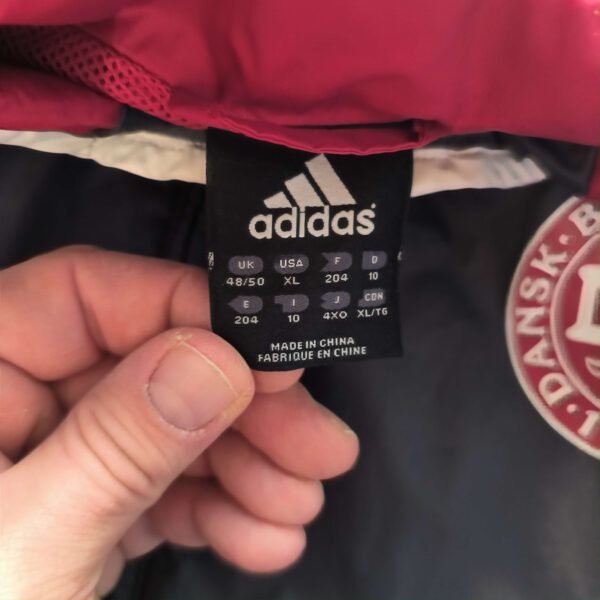 adidas
UK USA F D
48/50 XL 204 10
E I J CDN
204 10 4XO XL/TG
MADE IN CHINA
FABRIQUE EN CHINE
DANSK